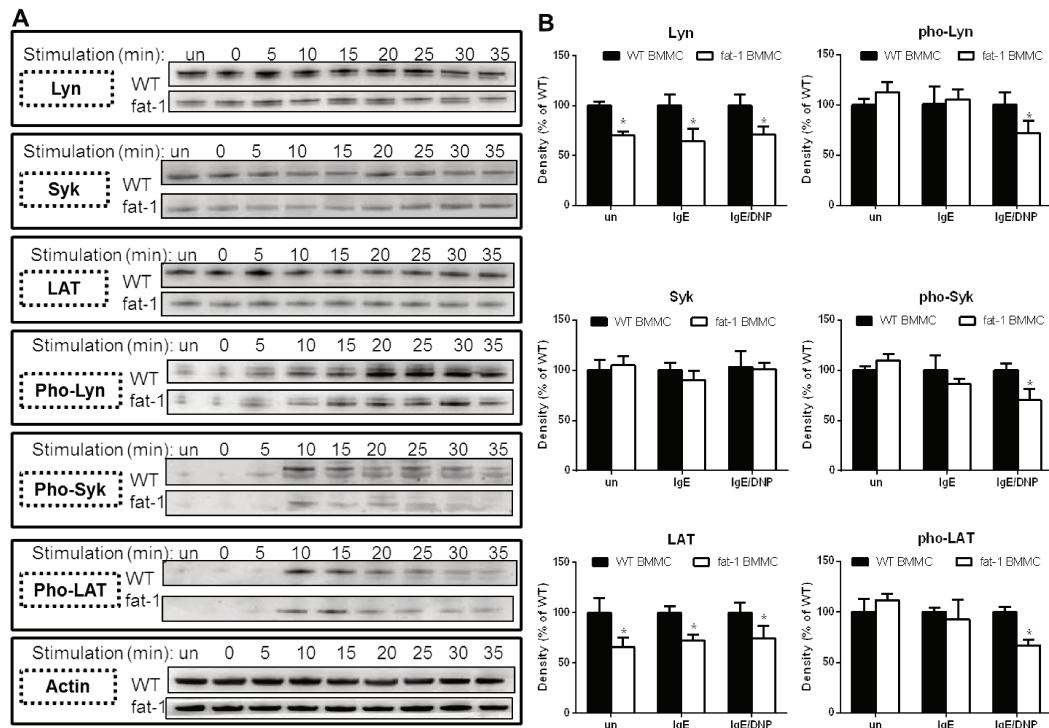 A
Stimulation (min): un 0 5 10 15 20 25 30 35
Lyn
WT
fat-1
Stimulation (min): un 0 5 10 15 20 25 30 35
Syk
WT
fat-1
Stimulation (min): un 0 5 10 15 20 25 30 35
LAT
WT
fat-1
Stimulation (min): un 0 5 10 15 20 25 30 35
Pho-Lyn
WT
fat-1
Stimulation (min): un 0 5 10 15 20 25 30 35
Pho-Syk
WT
fat-1
Stimulation (min): un 0 5 10 15 20 25 30 35
Pho-LAT
WT
fat-1
Stimulation (min): un 0 5 10 15 20 25 30 35
Actin
WT
fat-1
B
Lyn
WT BMMC fat-1 BMMC
Density (% of WT)
150
100
50
0
* * *
un IgE IgE/DNP
pho-Lyn
WT BMMC fat-1 BMMC
Density (% of WT)
150
100
50
0
*
un IgE IgE/DNP
Syk
WT BMMC fat-1 BMMC
Density (% of WT)
150
100
50
0
un IgE IgE/DNP
pho-Syk
WT BMMC fat-1 BMMC
Density (% of WT)
150
100
50
0
*
un IgE IgE/DNP
LAT
WT BMMC fat-1 BMMC
Density (% of WT)
150
100
50
0
* * *
un IgE IgE/DNP
pho-LAT
WT BMMC fat-1 BMMC
Density (% of WT)
150
100
50
0
*
un IgE IgE/DNP